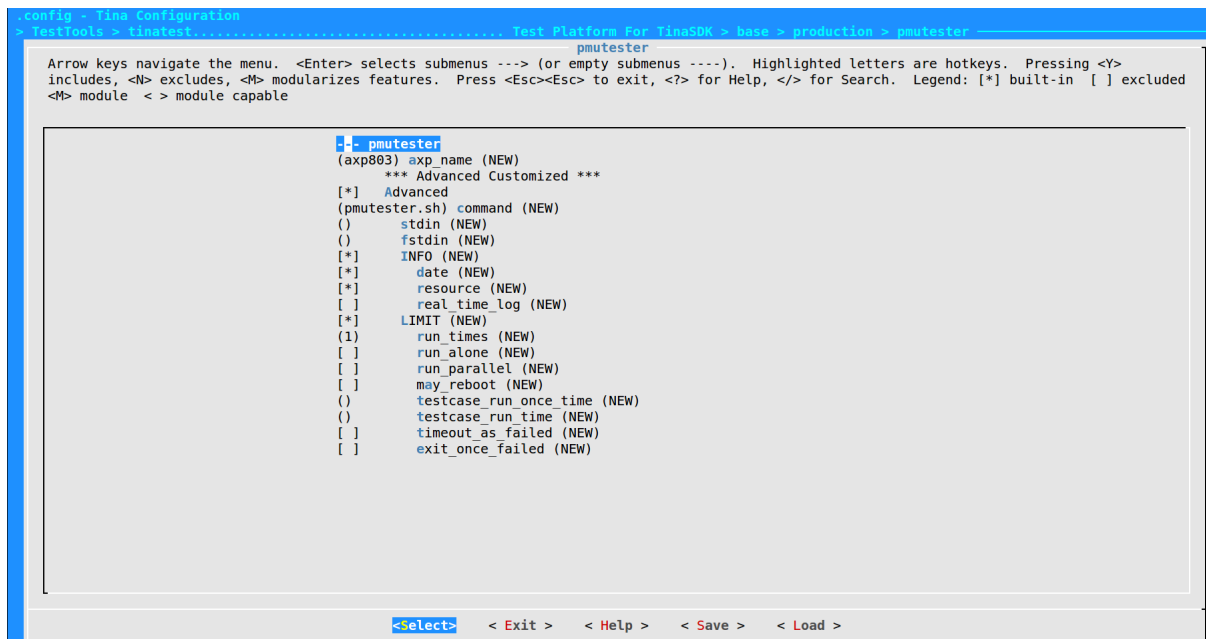 .config - Tina Configuration
> TestTools > tinatest....................................... Test Platform For TinaSDK > base > production > pmutester
pmutester
Arrow keys navigate the menu.  <Enter> selects submenus ---> (or empty submenus ----).  Highlighted letters are hotkeys.  Pressing <Y>
includes, <N> excludes, <M> modularizes features.  Press <Esc><Esc> to exit, <?> for Help, </> for Search.  Legend: [*] built-in  [ ] excluded
<M> module  < > module capable
--- pmutester
(axp803) axp_name (NEW)
*** Advanced Customized ***
[*]   Advanced
(pmutester.sh) command (NEW)
()      stdin (NEW)
()      fstdin (NEW)
[*]     INFO (NEW)
[*]       date (NEW)
[*]       resource (NEW)
[ ]       real_time_log (NEW)
[*]     LIMIT (NEW)
(1)       run_times (NEW)
[ ]       run_alone (NEW)
[ ]       run_parallel (NEW)
[ ]       may_reboot (NEW)
()        testcase_run_once_time (NEW)
()        testcase_run_time (NEW)
[ ]       timeout_as_failed (NEW)
[ ]       exit_once_failed (NEW)
<Select>    < Exit >    < Help >    < Save >    < Load >